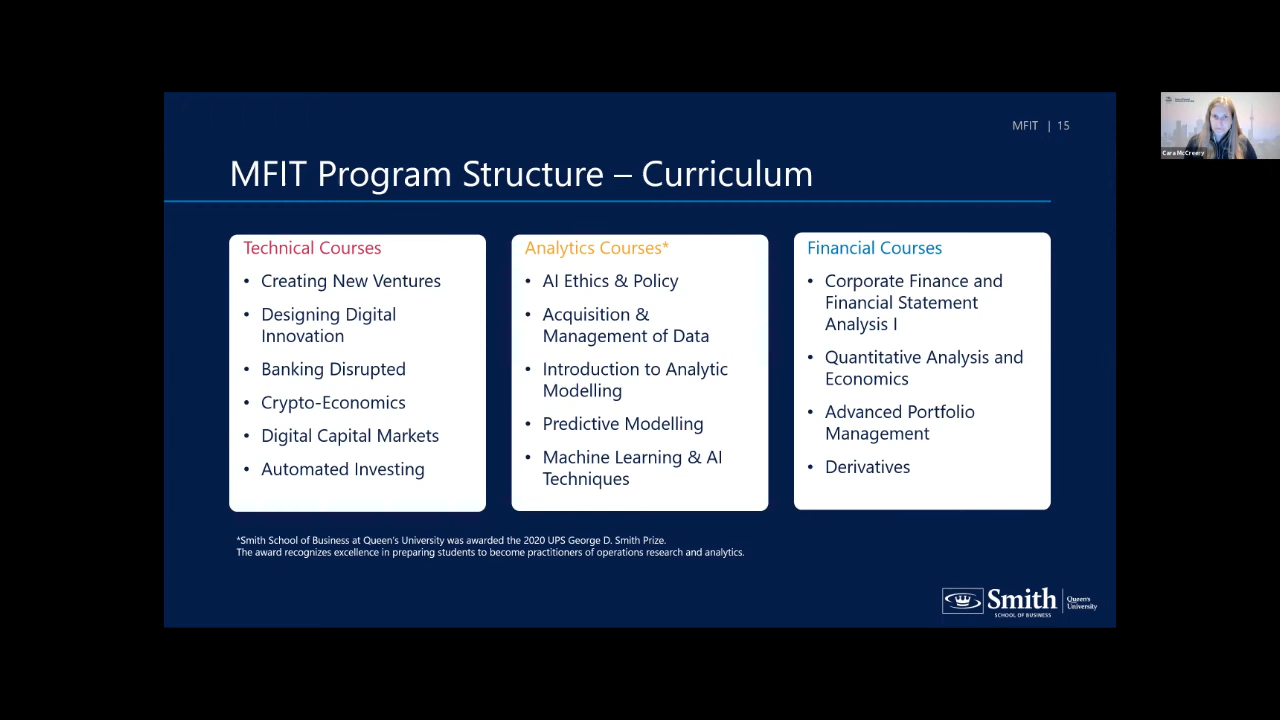 MFIT | 15
MFIT Program Structure – Curriculum
Technical Courses
• Creating New Ventures
• Designing Digital
Innovation
• Banking Disrupted
• Crypto-Economics
• Digital Capital Markets
• Automated Investing
Analytics Courses*
• AI Ethics & Policy
• Acquisition &
Management of Data
• Introduction to Analytic
Modelling
• Predictive Modelling
• Machine Learning & AI
Techniques
Financial Courses
• Corporate Finance and
Financial Statement
Analysis I
• Quantitative Analysis and
Economics
• Advanced Portfolio
Management
• Derivatives
*Smith School of Business at Queen's University was awarded the 2020 UPS George D. Smith Prize.
The award recognizes excellence in preparing students to become practitioners of operations research and analytics.
Smith
SCHOOL OF BUSINESS
Queen's
University
Cara McCreery